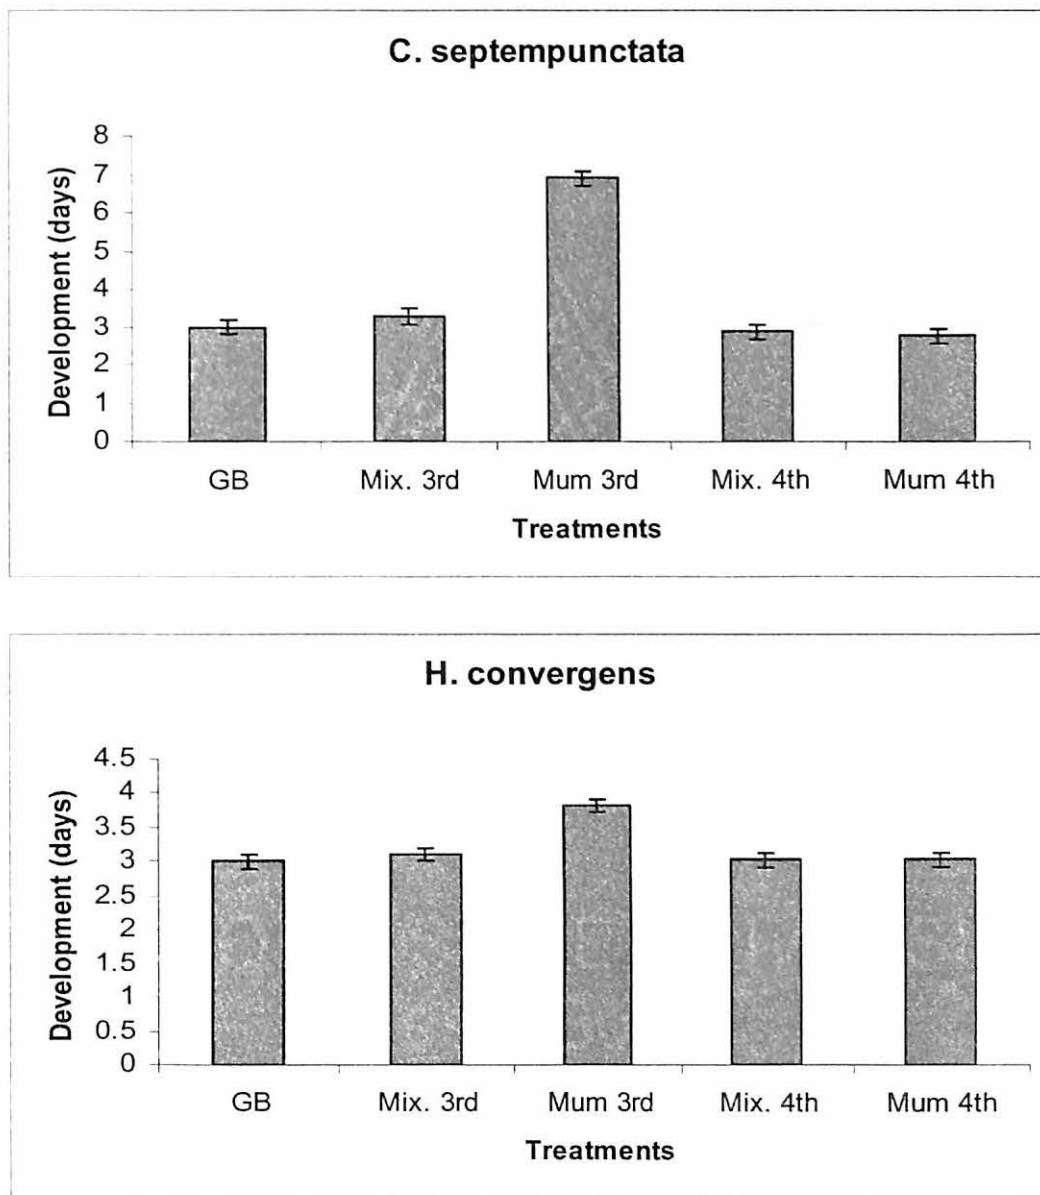 C. septempunctata
Development (days)
8
7
6
5
4
3
2
1
0
GB Mix. 3rd Mum 3rd Mix. 4th Mum 4th
Treatments
H. convergens
Development (days)
4.5
4
3.5
3
2.5
2
1.5
1
0.5
0
GB Mix. 3rd Mum 3rd Mix. 4th Mum 4th
Treatments